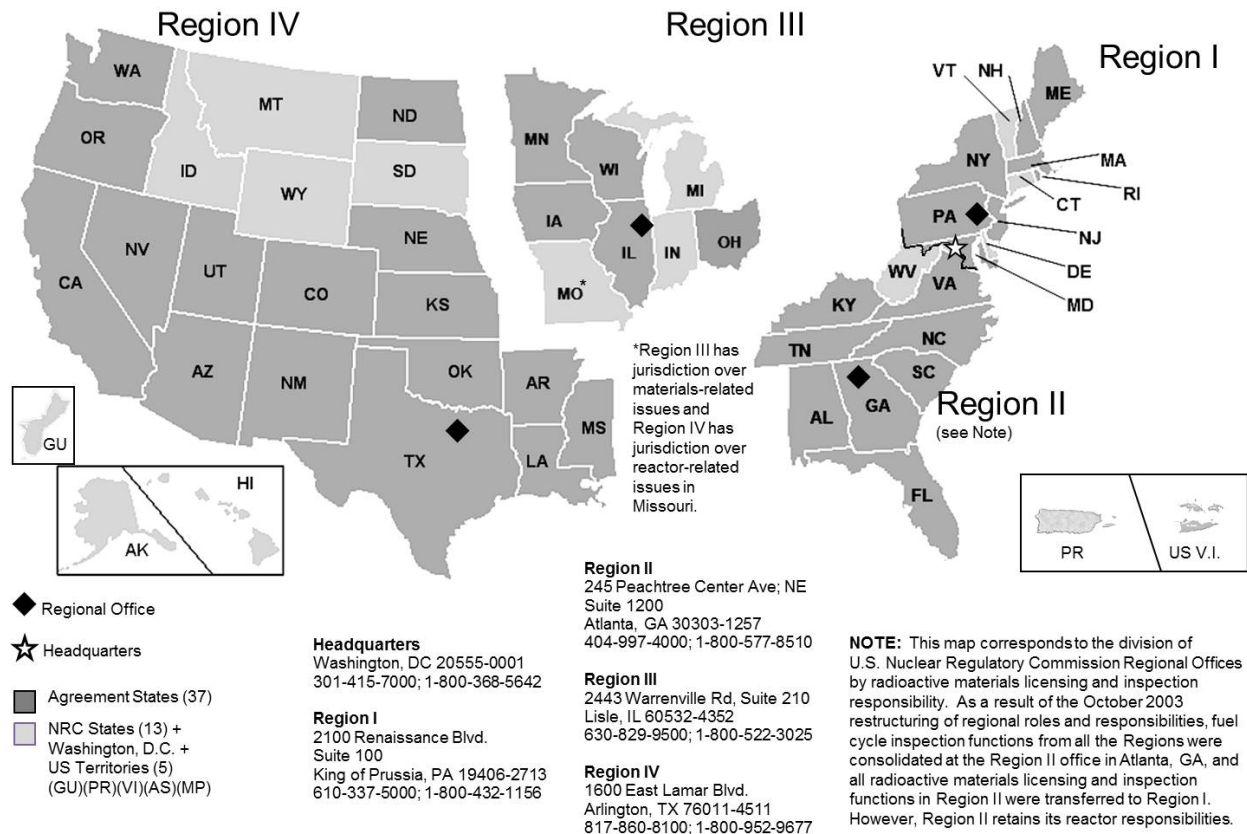 Region IV
Region III
Region I
WA
OR
CA
NV
ID
MT
WY
UT
AZ
CO
NM
ND
SD
NE
KS
OK
TX
AR
LA
MS
MN
IA
MO*
WI
IL
IN
MI
OH
VT
NH
ME
NY
MA
RI
CT
PA
NJ
DE
MD
WV
VA
KY
TN
NC
SC
AL
GA
FL
Region II
(see Note)
*Region III has
jurisdiction over
materials-related
issues and
Region IV has
jurisdiction over
reactor-related
issues in
Missouri.
GU
AK
HI
PR
US V.I.
Regional Office
Headquarters
Agreement States (37)
NRC States (13) +
Washington, D.C. +
US Territories (5)
(GU)(PR)(VI)(AS)(MP)
Headquarters
Washington, DC 20555-0001
301-415-7000; 1-800-368-5642
Region I
2100 Renaissance Blvd.
Suite 100
King of Prussia, PA 19406-2713
610-337-5000; 1-800-432-1156
Region II
245 Peachtree Center Ave; NE
Suite 1200
Atlanta, GA 30303-1257
404-997-4000; 1-800-577-8510
Region III
2443 Warrenville Rd, Suite 210
Lisle, IL 60532-4352
630-829-9500; 1-800-522-3025
Region IV
1600 East Lamar Blvd.
Arlington, TX 76011-4511
817-860-8100; 1-800-952-9677
NOTE: This map corresponds to the division of
U.S. Nuclear Regulatory Commission Regional Offices
by radioactive materials licensing and inspection
responsibility. As a result of the October 2003
restructuring of regional roles and responsibilities, fuel
cycle inspection functions from all the Regions were
consolidated at the Region II office in Atlanta, GA, and
all radioactive materials licensing and inspection
functions in Region II were transferred to Region I.
However, Region II retains its reactor responsibilities.